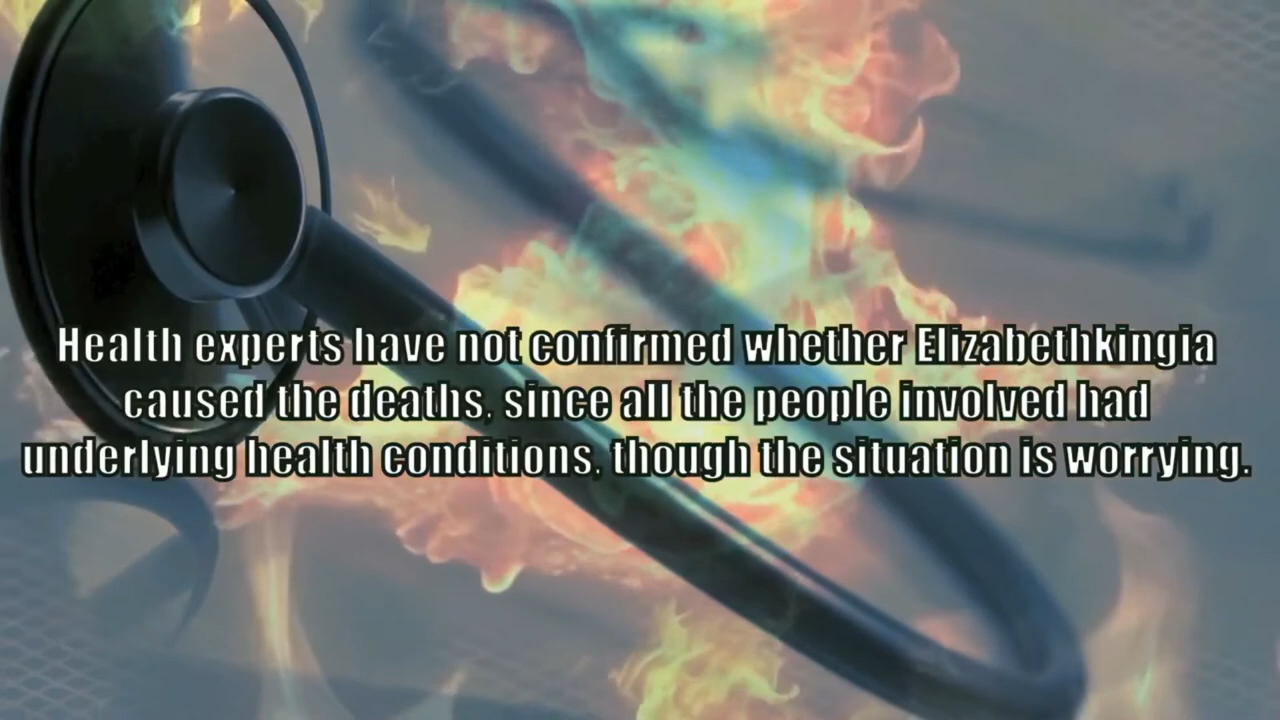 Health experts have not confirmed whether Elizabethkingia
caused the deaths, since all the people involved had
underlying health conditions, though the situation is worrying.